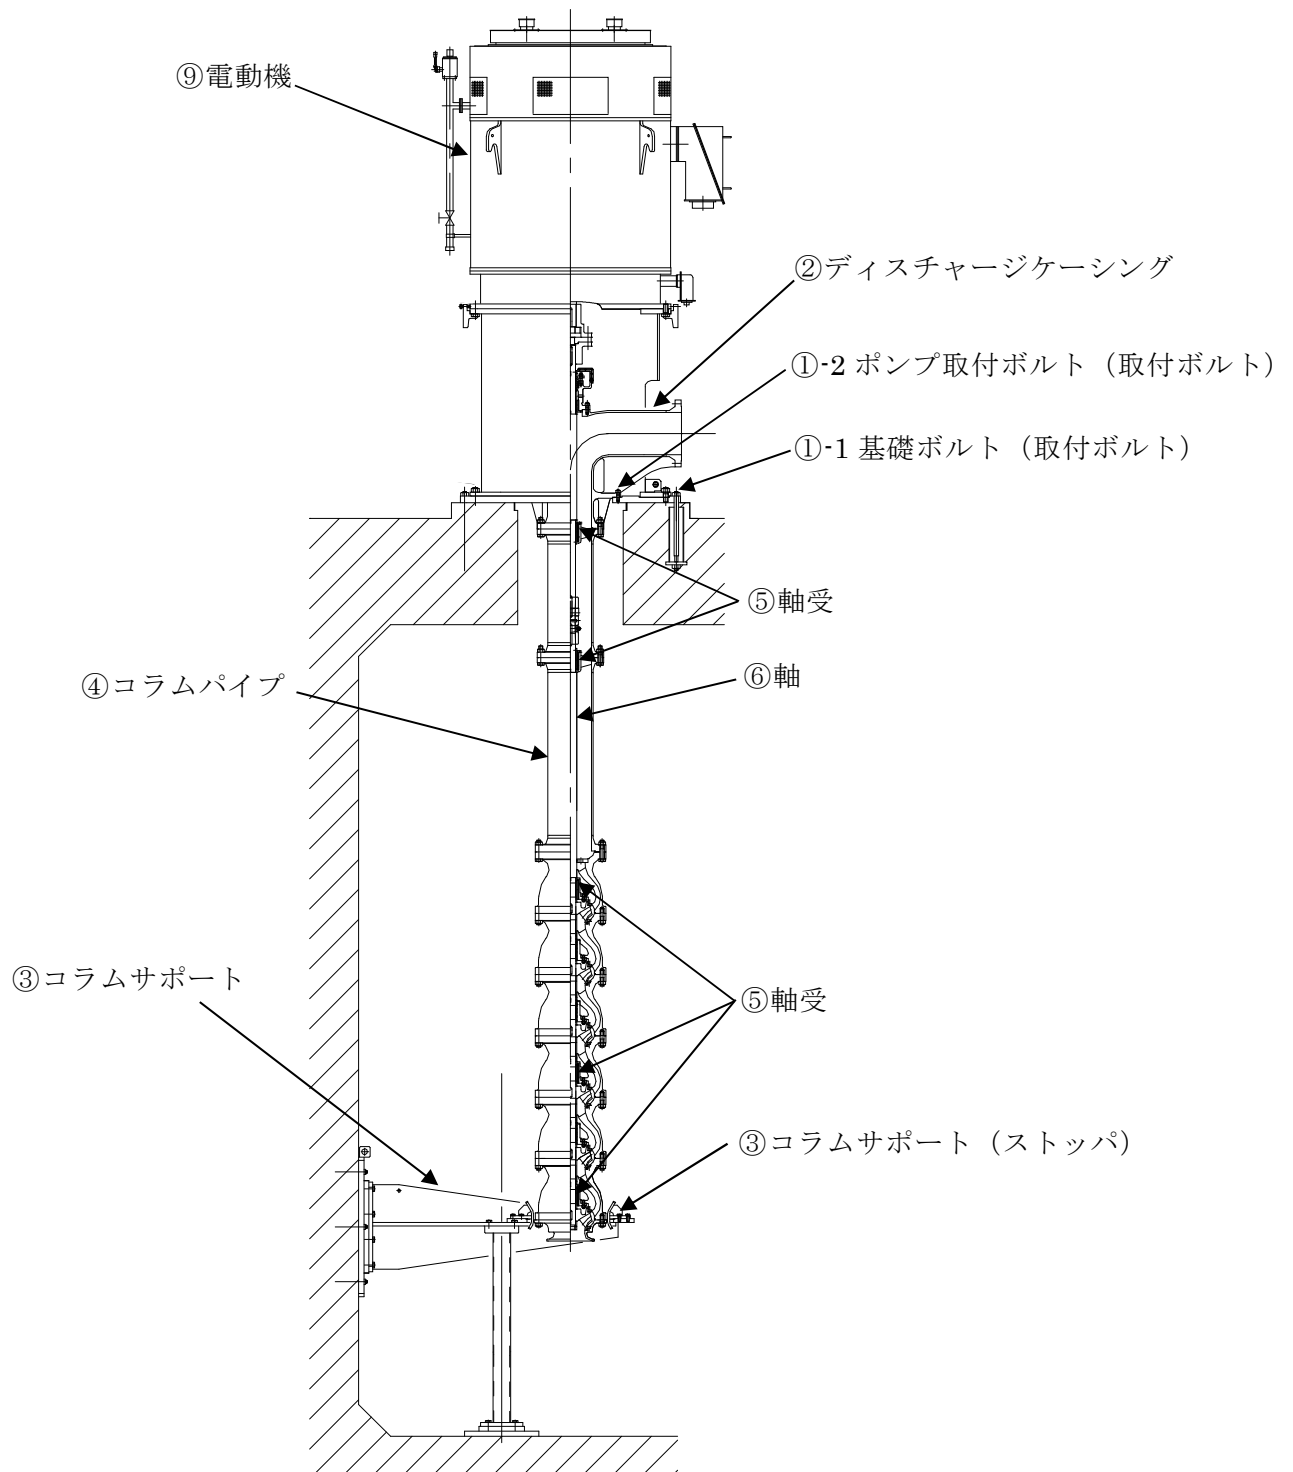 ⑨電動機
②ディスチャージケーシング
①-2 ポンプ取付ボルト（取付ボルト）
①-1 基礎ボルト（取付ボルト）
⑤軸受
⑥軸
④コラムパイプ
③コラムサポート
⑤軸受
③コラムサポート（ストッパ）